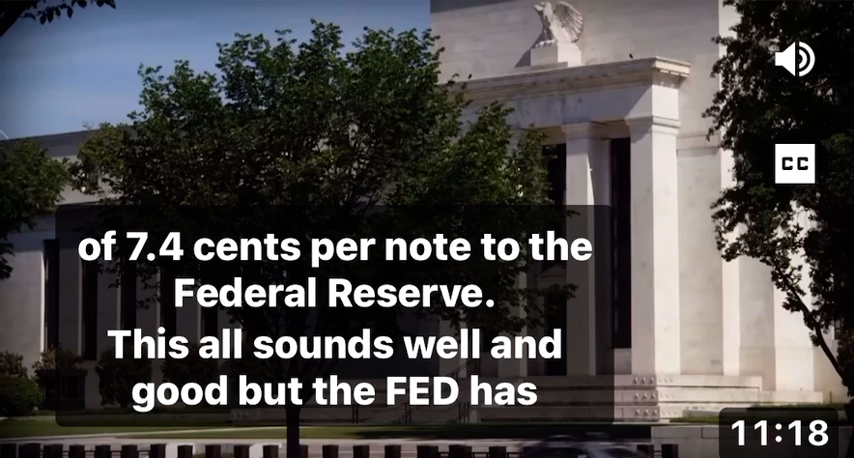 CC
of 7.4 cents per note to the
Federal Reserve.
This all sounds well and
good but the FED has
11:18